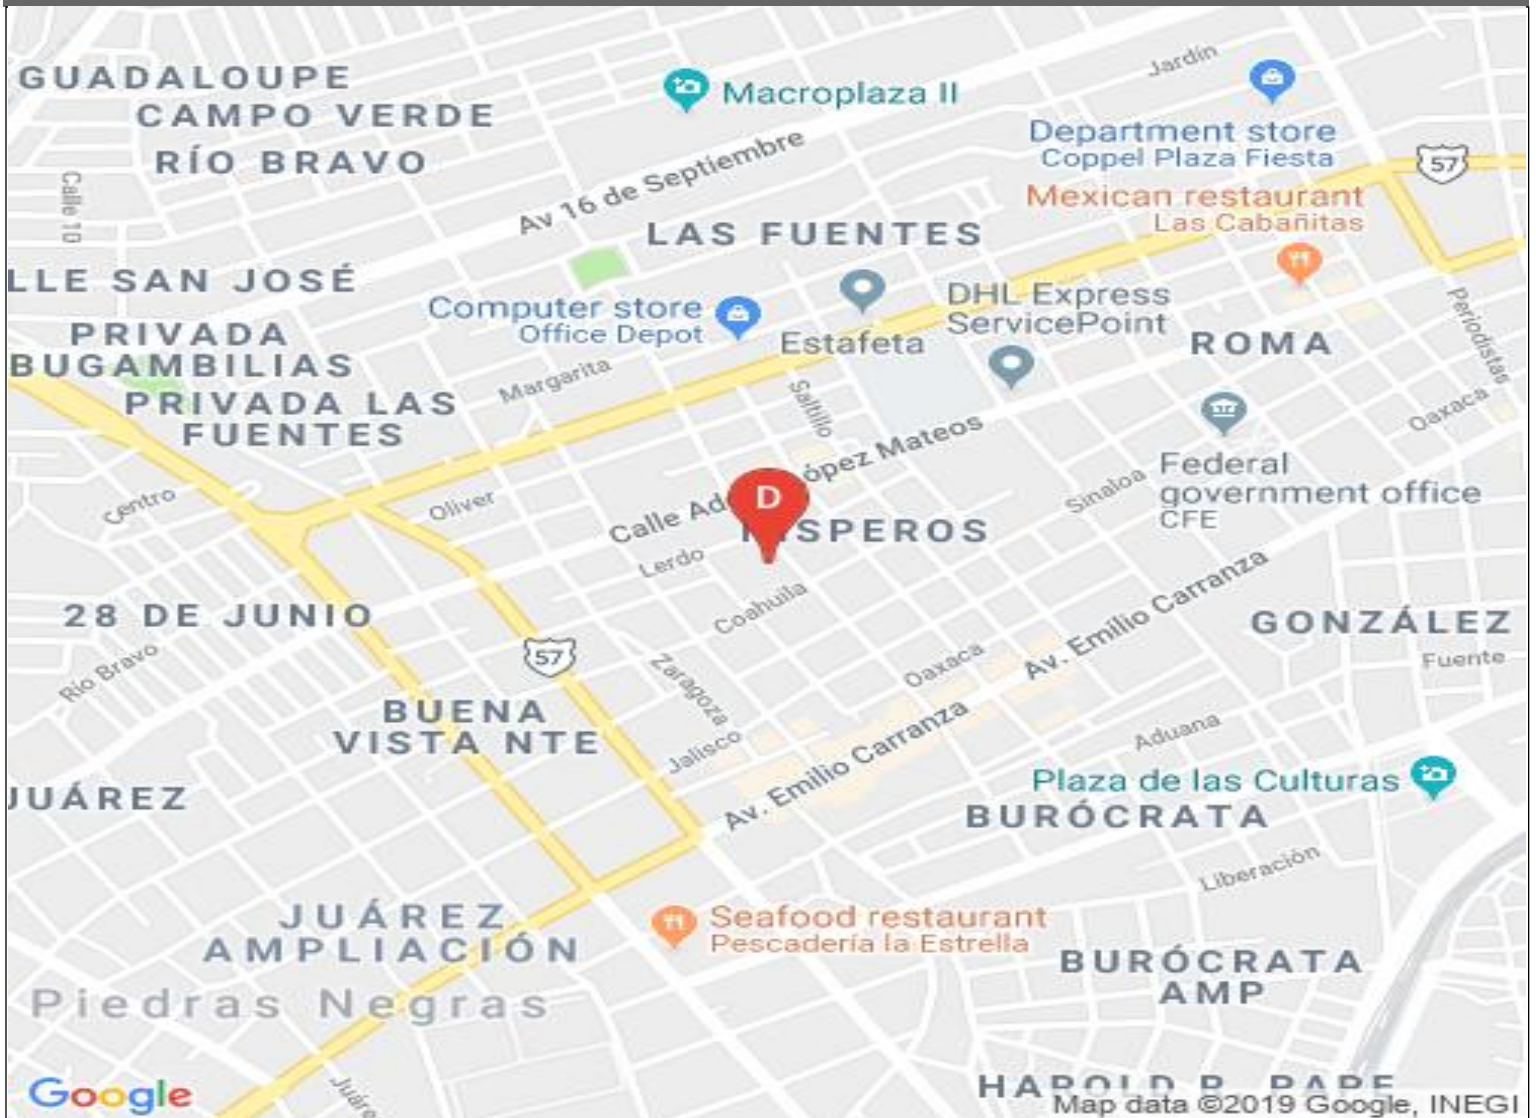 GUADALOUPE
CAMPO VERDE
RÍO BRAVO
Macroplaza II
Jardín
Department store
Coppel Plaza Fiesta
57
Mexican restaurant
Las Cabañitas
Calle 10
Av 16 de Septiembre
LAS FUENTES
LLE SAN JOSÉ
Computer store
Office Depot
Estafeta
DHL Express
ServicePoint
ROMA
Periodistas
PRIVADA
BUGAMBILIAS
PRIVADA LAS
FUENTES
Margarita
Saltillo
Oaxaca
Federal
government office
CFE
Centro
Oliver
Calle Ad
ópez Mateos
D
SPEROS
Sinaloa
Lerdo
Coahuila
28 DE JUNIO
Río Bravo
57
Zaragoza
Oaxaca
Av. Emilio Carranza
GONZÁLEZ
Fuente
BUENA
VISTA NTE
Jalisco
Av. Emilio Carranza
Aduana
Plaza de las Culturas
JUÁREZ
BURÓCRATA
Liberación
JUÁREZ
AMPLIACIÓN
Seafood restaurant
Pescadería la Estrella
BURÓCRATA
AMP
Piedras Negras
Juárez
Google
HAROLD R. PAPE
Map data ©2019 Google, INEGI